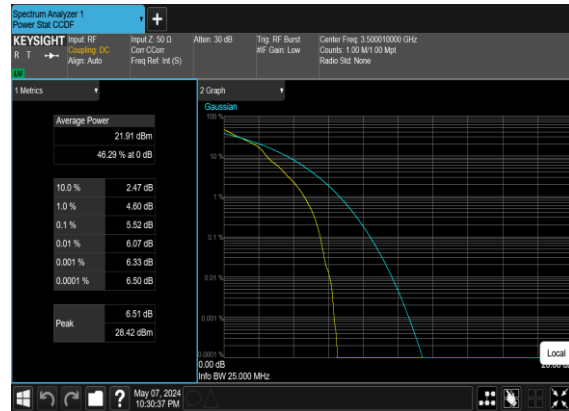 Spectrum Analyzer 1
Power Stat CCDF
+
KEYSIGHT
R T
LW
Input: RF
Coupling: DC
Align: Auto
Input Z: 50 Ω
Corr CCorr
Freq Ref: Int (S)
Atten: 30 dB
Trig: RF Burst
#IF Gain: Low
Center Freq: 3.500010000 GHz
Counts: 1.00 M/1.00 Mpt
Radio Std: None
1 Metrics
Average Power
21.91 dBm
46.29 % at 0 dB
10.0 % 2.47 dB
1.0 % 4.60 dB
0.1 % 5.52 dB
0.01 % 6.07 dB
0.001 % 6.33 dB
0.0001 % 6.50 dB
Peak
6.51 dB
28.42 dBm
2 Graph
Gaussian
100 %
10 %
1 %
0.1 %
0.01 %
0.001 %
0.0001 %
0.00 dB
Info BW 25.000 MHz
Local
?
May 07, 2024
10:30:37 PM